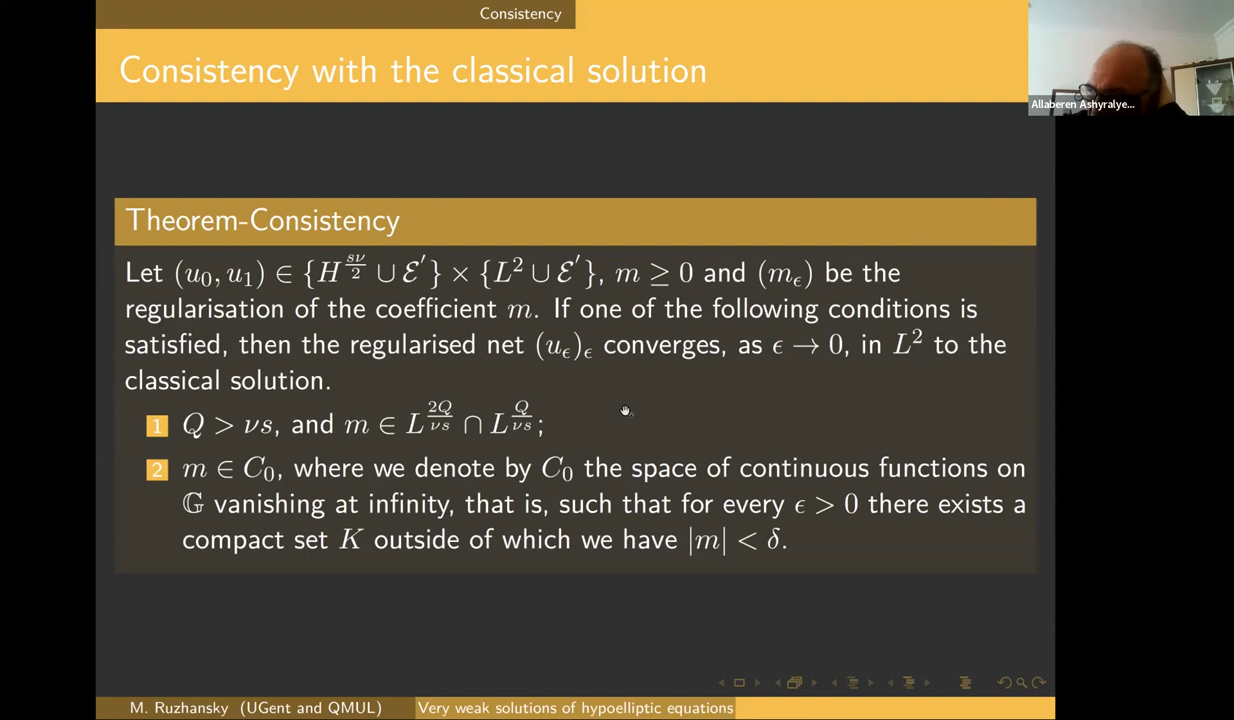 Consistency
Consistency with the classical solution
Allaberen Ashyralye...
Theorem-Consistency
Let $(u_0, u_1) \in \{H^{\frac{s\nu}{2}} \cup \mathcal{E}'\} \times \{L^2 \cup \mathcal{E}'\}$, $m \geq 0$ and $(m_\epsilon)$ be the
regularisation of the coefficient $m$. If one of the following conditions is
satisfied, then the regularised net $(u_\epsilon)_\epsilon$ converges, as $\epsilon \to 0$, in $L^2$ to the
classical solution.
1 $Q > \nu s$, and $m \in L^{\frac{2Q}{\nu s}} \cap L^{\frac{Q}{\nu s}}$;
2 $m \in C_0$, where we denote by $C_0$ the space of continuous functions on
$\mathbb{G}$ vanishing at infinity, that is, such that for every $\epsilon > 0$ there exists a
compact set $K$ outside of which we have $|m| < \delta$.
M. Ruzhansky (UGent and QMUL) Very weak solutions of hypoelliptic equations